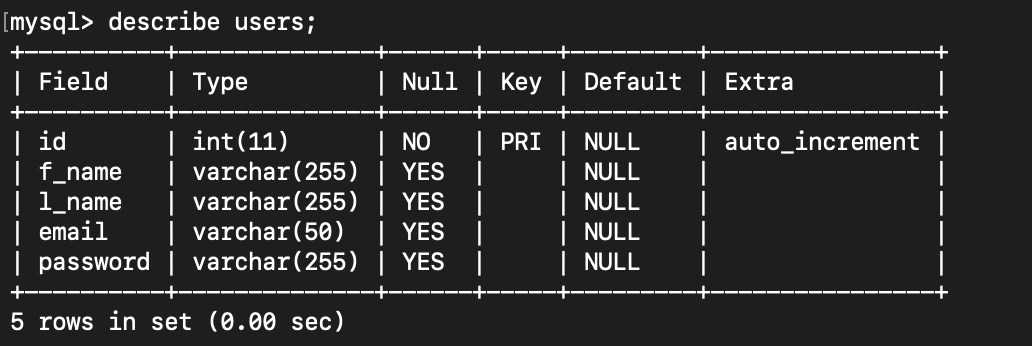 [mysql> describe users;
+----------+--------------+------+-----+---------+----------------+
| Field    | Type         | Null | Key | Default | Extra          |
+----------+--------------+------+-----+---------+----------------+
| id       | int(11)      | NO   | PRI | NULL    | auto_increment |
| f_name   | varchar(255) | YES  |     | NULL    |                |
| l_name   | varchar(255) | YES  |     | NULL    |                |
| email    | varchar(50)  | YES  |     | NULL    |                |
| password | varchar(255) | YES  |     | NULL    |                |
+----------+--------------+------+-----+---------+----------------+
5 rows in set (0.00 sec)